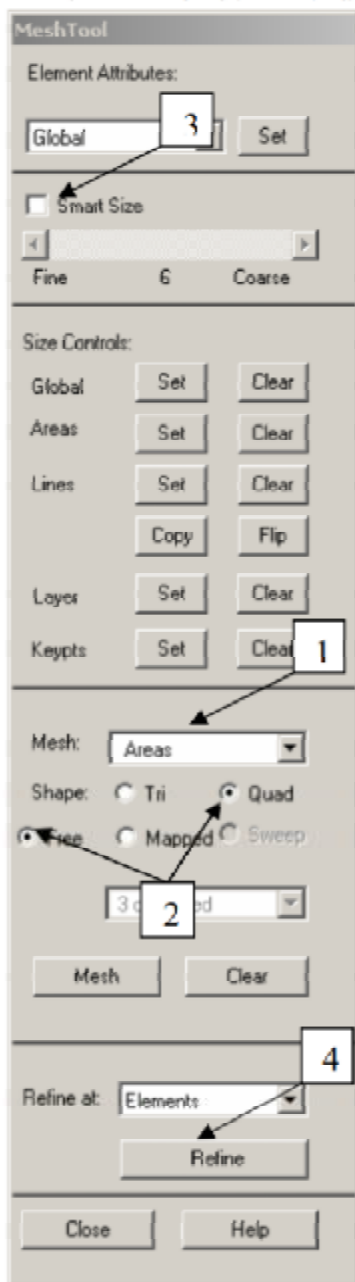 MeshTool
Element Attributes:
Global 3 Set
Smart Size
Fine 6 Coarse
Size Controls:
Global Set Clear
Areas Set Clear
Lines Set Clear
Copy Flip
Layer Set Clear
Keypts Set Clear 1
Mesh: Areas
Shape: Tri Quad
Free Mapped Sweep
3 2
Mesh Clear
4
Refine at: Elements
Refine
Close Help